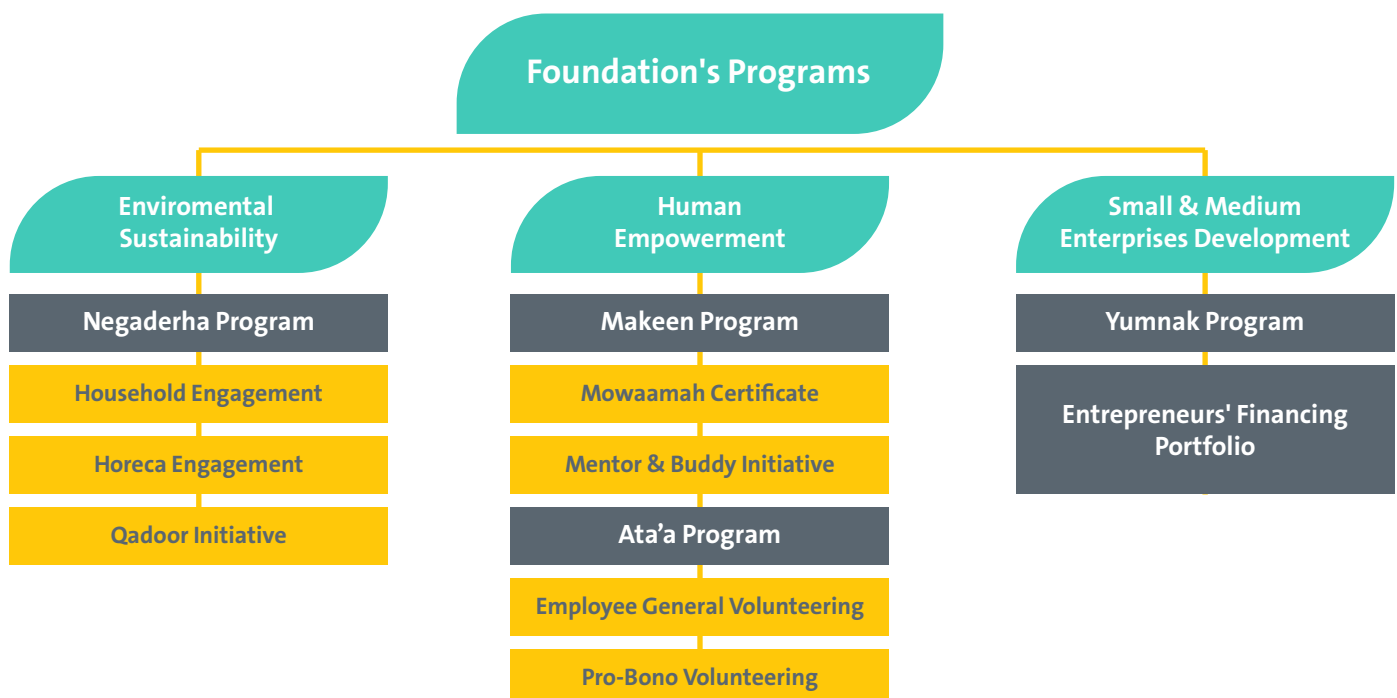 Foundation's Programs
Enviromental
Sustainability
Negaderha Program
Household Engagement
Horeca Engagement
Qadoor Initiative
Human
Empowerment
Makeen Program
Mowaamah Certificate
Mentor & Buddy Initiative
Ata’a Program
Employee General Volunteering
Pro-Bono Volunteering
Small & Medium
Enterprises Development
Yumnak Program
Entrepreneurs' Financing
Portfolio